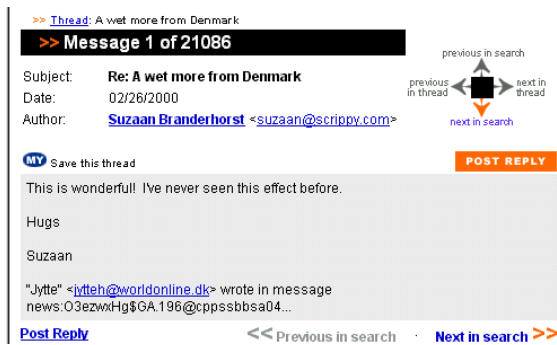 >> Thread: A wet more from Denmark
>> Message 1 of 21086
previous in search
previous in thread
next in thread
next in search
Subject: Re: A wet more from Denmark
Date: 02/26/2000
Author: Suzaan Branderhorst <suzaan@scrippy.com>
MY Save this thread
POST REPLY
This is wonderful! I've never seen this effect before.
Hugs
Suzaan
"Jytte" <jytteh@worldonline.dk> wrote in message
news:O3ezwxHg$GA.196@cppssbbsa04...
Post Reply << Previous in search · Next in search >>